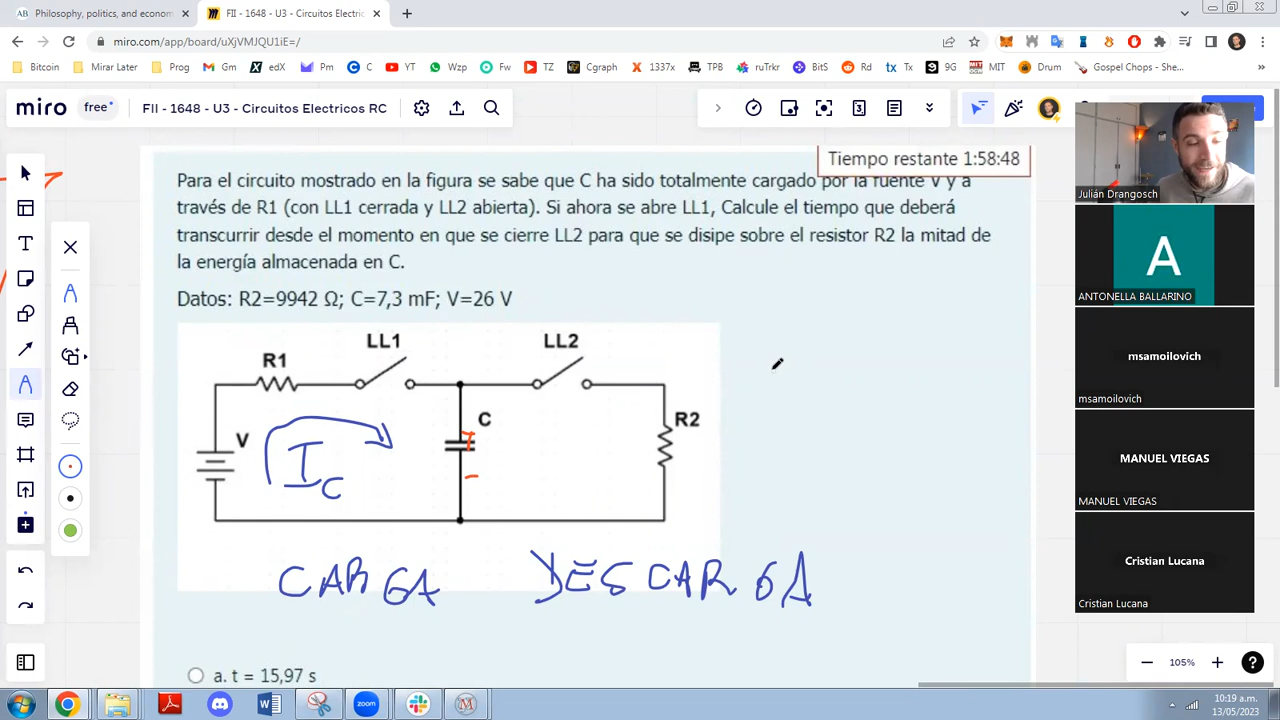 Philosophy, politics, and econom
FII - 1648 - U3 - Circuitos Electric
miro.com/app/board/uXjVMJQU1iE=/
Bitcoin
Mirar Later
Prog
Gm
edX
Pm
C
YT
Wzp
Fw
TZ
Cgraph
1337x
TPB
ruTrkr
BitS
Rd
Tx
9G
MIT
Drum
Gospel Chops - She...
miro
free
FII - 1648 - U3 - Circuitos Electricos RC
Tiempo restante 1:58:48
Para el circuito mostrado en la figura se sabe que C ha sido totalmente cargado por la fuente V y a
través de R1 (con LL1 cerrada y LL2 abierta). Si ahora se abre LL1, Calcule el tiempo que deberá
transcurrir desde el momento en que se cierre LL2 para que se disipe sobre el resistor R2 la mitad de
la energía almacenada en C.
Datos: R2=9942 Ω; C=7,3 mF; V=26 V
R1
LL1
LL2
V
C
R2
I C
CARGA
DESCARGA
a. t = 15,97 s
Julián Drangosch
A
ANTONELLA BALLARINO
msamoilovich
msamoilovich
MANUEL VIEGAS
MANUEL VIEGAS
Cristian Lucana
Cristian Lucana
105%
10:19 a.m.
13/05/2023